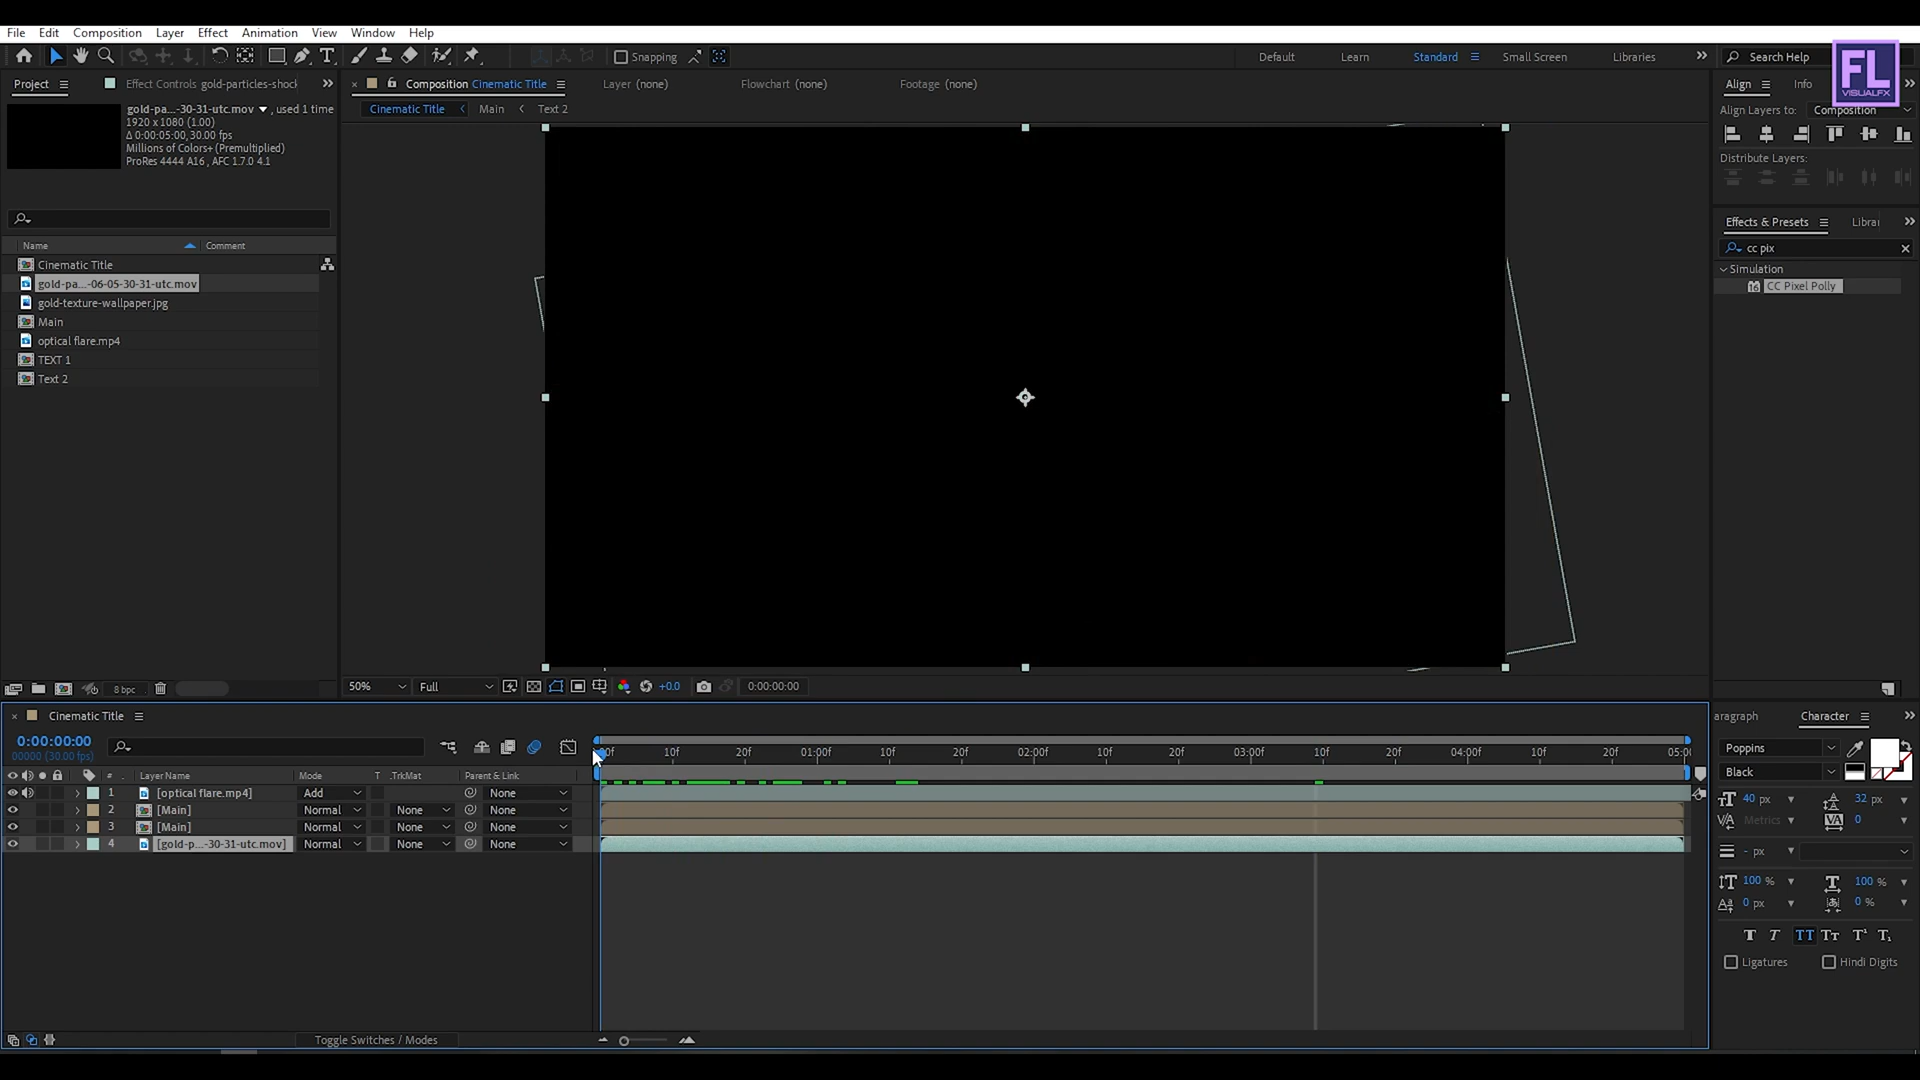 File Edit Composition Layer Effect Animation View Window Help
Snapping Default Learn Standard Small Screen Libraries Search Help
FL
VISUALFX
Project Effect Controls gold-particles-shock
Composition Cinematic Title Layer (none) Flowchart (none) Footage (none)
Align Info
gold-pa...-30-31-utc.mov , used 1 time
1920 x 1080 (1.00)
Δ 0:00:05:00, 30.00 fps
Millions of Colors+ (Premultiplied)
ProRes 4444 A16 , AFC 1.7.0 4.1
Cinematic Title Main Text 2
Align Layers to: Composition
Distribute Layers:
Effects & Presets Librai
cc pix
Simulation
CC Pixel Polly
Name Comment
Cinematic Title
gold-pa...-06-05-30-31-utc.mov
gold-texture-wallpaper.jpg
Main
optical flare.mp4
TEXT 1
Text 2
8 bpc
50% Full +0.0 0:00:00:00
Cinematic Title
0:00:00:00
00000 (30.00 fps)
10f 20f 01:00f 10f 20f 02:00f 10f 20f 03:00f 10f 20f 04:00f 10f 20f 05:0
# Layer Name Mode T .TrkMat Parent & Link
1 [optical flare.mp4] Add None
2 [Main] Normal None None
3 [Main] Normal None None
4 [gold-p...-30-31-utc.mov] Normal None None
Toggle Switches / Modes
aragraph Character
Poppins
Black
40 px 32 px
Metrics 0
- px
100 % 100 %
0 px 0 %
T T TT Tт T¹ T₁
Ligatures Hindi Digits